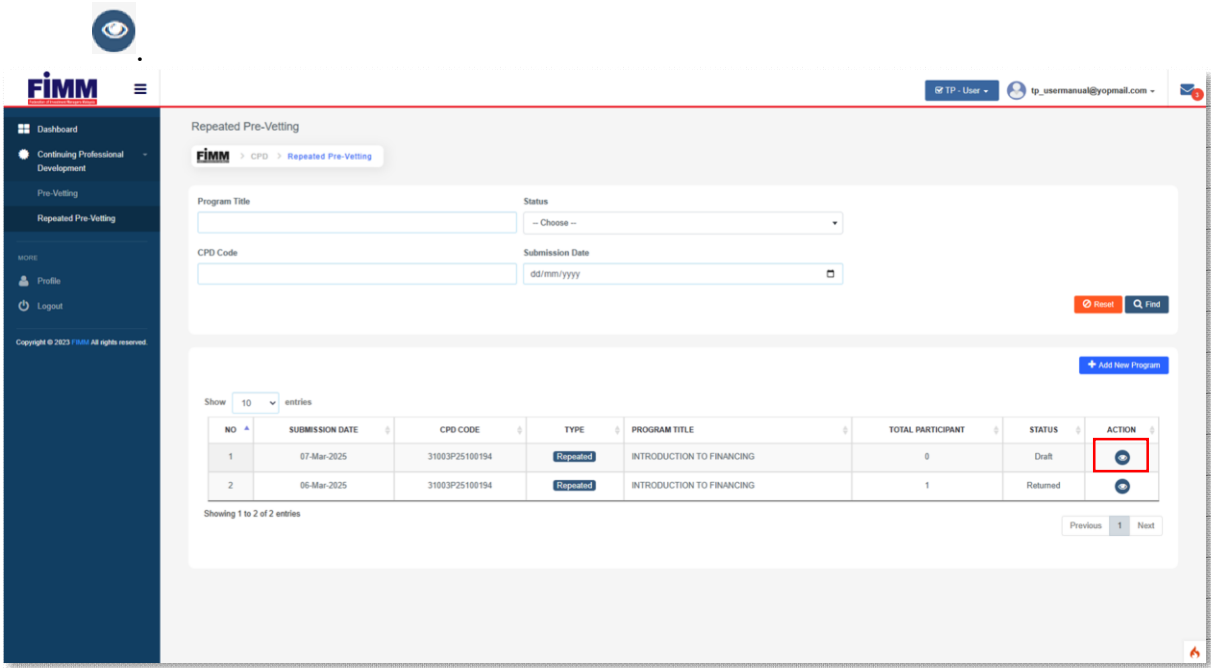 .
FIMM
TP - User
tp_usermanual@yopmail.com
Dashboard
Continuing Professional
Development
Pre-Vetting
Repeated Pre-Vetting
MORE
Profile
Logout
Copyright © 2023 FIMM All rights reserved.
Repeated Pre-Vetting
FIMM > CPD > Repeated Pre-Vetting
Program Title
Status
-- Choose --
CPD Code
Submission Date
dd/mm/yyyy
Reset
Find
Add New Program
Show 10 entries
NO SUBMISSION DATE CPD CODE TYPE PROGRAM TITLE TOTAL PARTICIPANT STATUS ACTION
1 07-Mar-2025 31003P25100194 Repeated INTRODUCTION TO FINANCING 0 Draft
2 06-Mar-2025 31003P25100194 Repeated INTRODUCTION TO FINANCING 1 Returned
Showing 1 to 2 of 2 entries
Previous 1 Next